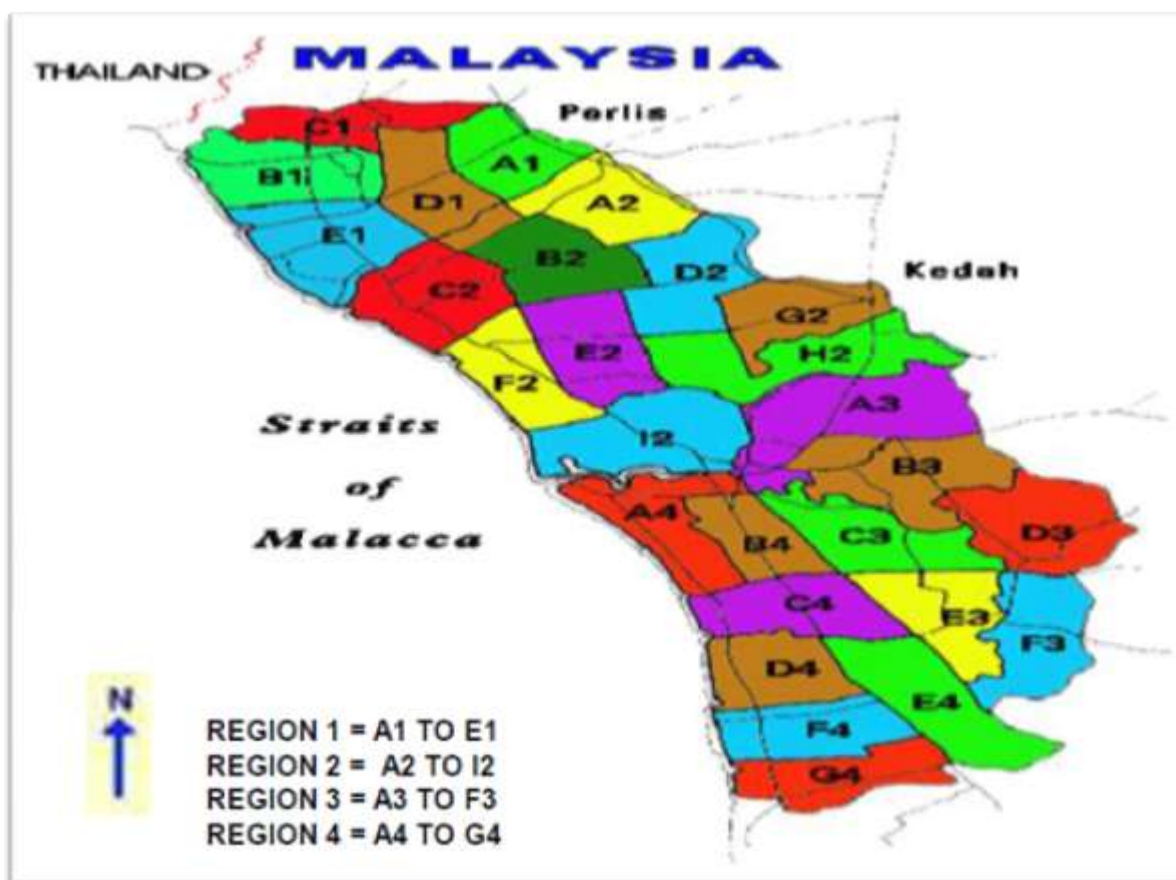 MALAYSIA
THAILAND
Perlis
C1
A1
B1
D1
A2
E1
B2
D2
Kedah
C2
G2
E2
H2
F2
A3
Straits
of
Malacca
I2
B3
A4
B4
C3
D3
C4
E3
F3
D4
E4
F4
G4
N
REGION 1 = A1 TO E1
REGION 2 = A2 TO I2
REGION 3 = A3 TO F3
REGION 4 = A4 TO G4